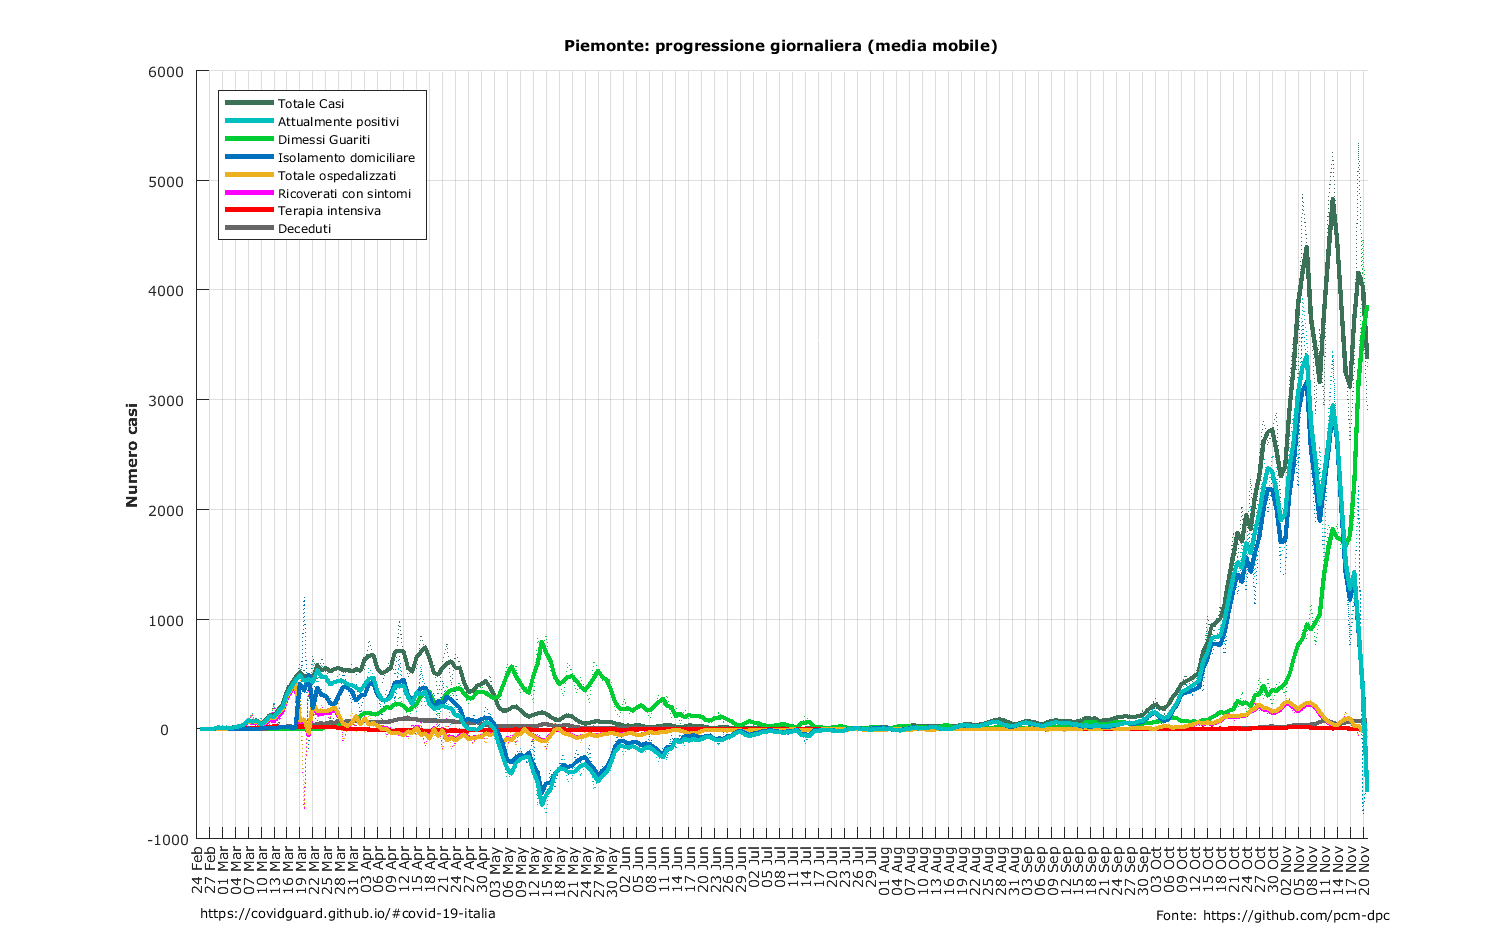 Piemonte: progressione giornaliera (media mobile)
6000
5000
4000
3000
2000
1000
0
-1000
Numero casi
Totale Casi
Attualmente positivi
Dimessi Guariti
Isolamento domiciliare
Totale ospedalizzati
Ricoverati con sintomi
Terapia intensiva
Deceduti
24 Feb
27 Feb
01 Mar
04 Mar
07 Mar
10 Mar
13 Mar
16 Mar
19 Mar
22 Mar
25 Mar
28 Mar
31 Mar
03 Apr
06 Apr
09 Apr
12 Apr
15 Apr
18 Apr
21 Apr
24 Apr
27 Apr
30 Apr
03 May
06 May
09 May
12 May
15 May
18 May
21 May
24 May
27 May
30 May
02 Jun
05 Jun
08 Jun
11 Jun
14 Jun
17 Jun
20 Jun
23 Jun
26 Jun
29 Jun
02 Jul
05 Jul
08 Jul
11 Jul
14 Jul
17 Jul
20 Jul
23 Jul
26 Jul
29 Jul
01 Aug
04 Aug
07 Aug
10 Aug
13 Aug
16 Aug
19 Aug
22 Aug
25 Aug
28 Aug
31 Aug
03 Sep
06 Sep
09 Sep
12 Sep
15 Sep
18 Sep
21 Sep
24 Sep
27 Sep
30 Sep
03 Oct
06 Oct
09 Oct
12 Oct
15 Oct
18 Oct
21 Oct
24 Oct
27 Oct
30 Oct
02 Nov
05 Nov
08 Nov
11 Nov
14 Nov
17 Nov
20 Nov
https://covidguard.github.io/#covid-19-italia
Fonte: https://github.com/pcm-dpc